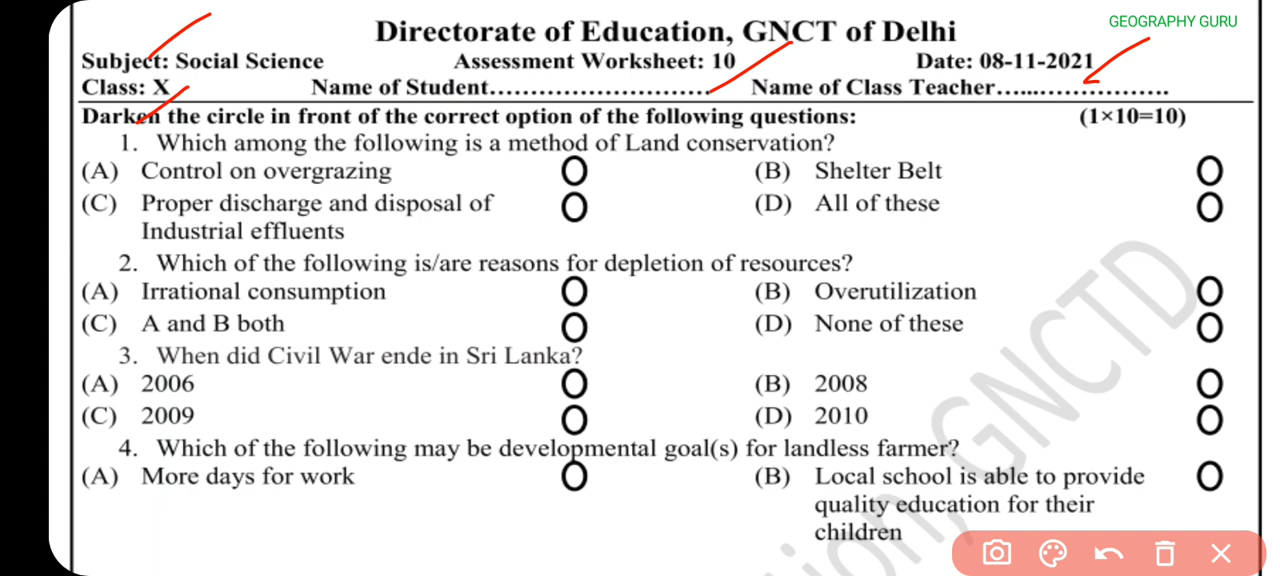 Directorate of Education, GNCT of Delhi
GEOGRAPHY GURU
Subject: Social Science Assessment Worksheet: 10 Date: 08-11-2021
Class: X Name of Student.............................. Name of Class Teacher.......................
Darken the circle in front of the correct option of the following questions: (1×10=10)
1. Which among the following is a method of Land conservation?
(A) Control on overgrazing O (B) Shelter Belt O
(C) Proper discharge and disposal of O (D) All of these O
Industrial effluents
2. Which of the following is/are reasons for depletion of resources?
(A) Irrational consumption O (B) Overutilization O
(C) A and B both O (D) None of these O
3. When did Civil War ende in Sri Lanka?
(A) 2006 O (B) 2008 O
(C) 2009 O (D) 2010 O
4. Which of the following may be developmental goal(s) for landless farmer?
(A) More days for work O (B) Local school is able to provide O
quality education for their
children
GNCTD